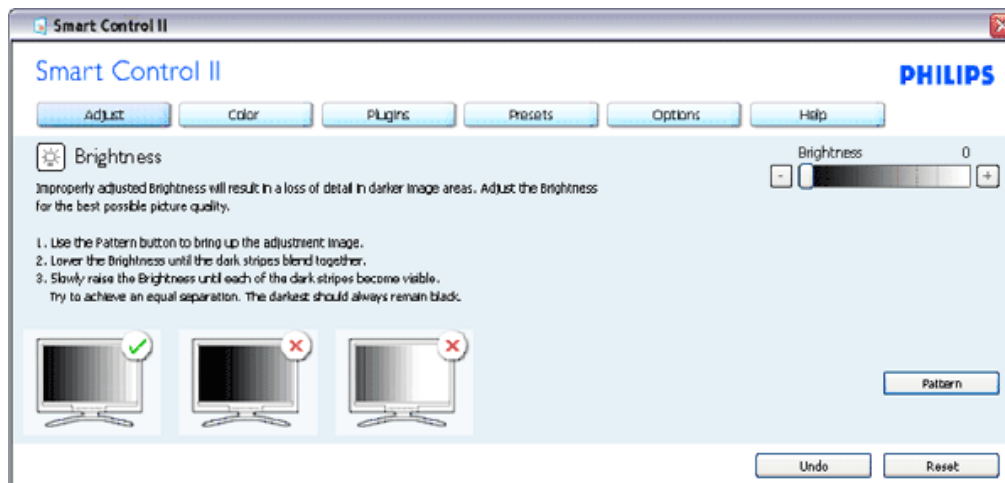 Smart Control II
Smart Control II
PHILIPS
Adjust Color Plugins Presets Options Help
Brightness
Brightness 0
Improperly adjusted Brightness will result in a loss of detail in darker image areas. Adjust the Brightness
for the best possible picture quality.
- +
1. Use the Pattern button to bring up the adjustment image.
2. Lower the Brightness until the dark stripes blend together.
3. Slowly raise the Brightness until each of the dark stripes become visible.
Try to achieve an equal separation. The darkest should always remain black.
Pattern
Undo Reset